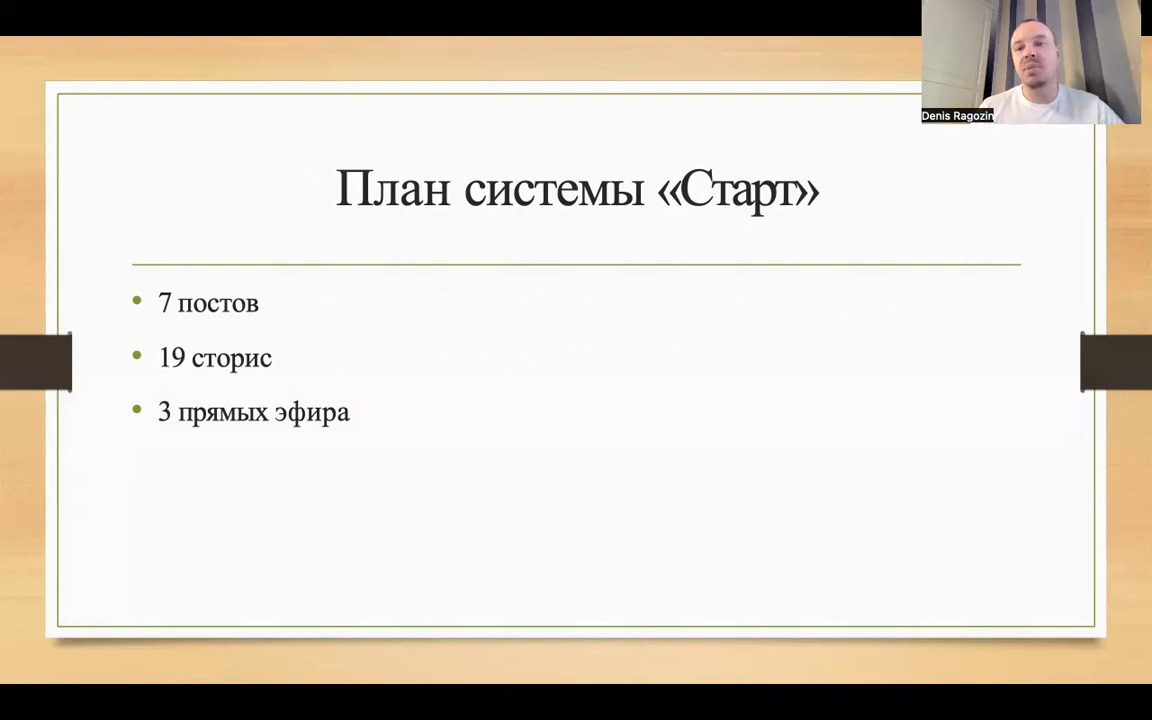 Denis Ragozin
План системы «Старт»
7 постов
19 сторис
3 прямых эфира